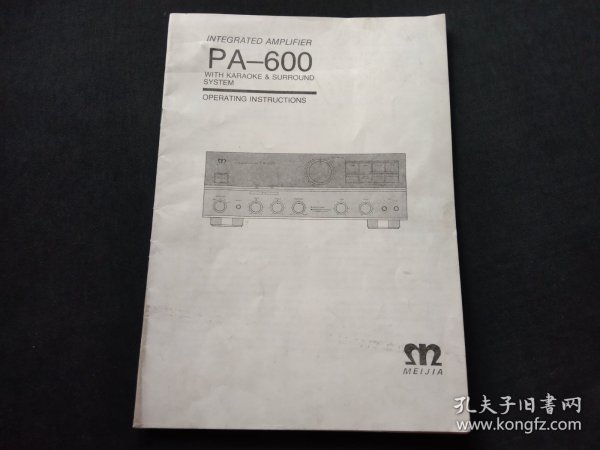 INTEGRATED AMPLIFIER
PA–600
WITH KARAOKE & SURROUND
SYSTEM
OPERATING INSTRUCTIONS
MEIJIA
孔夫子旧書网
www.kongfz.com